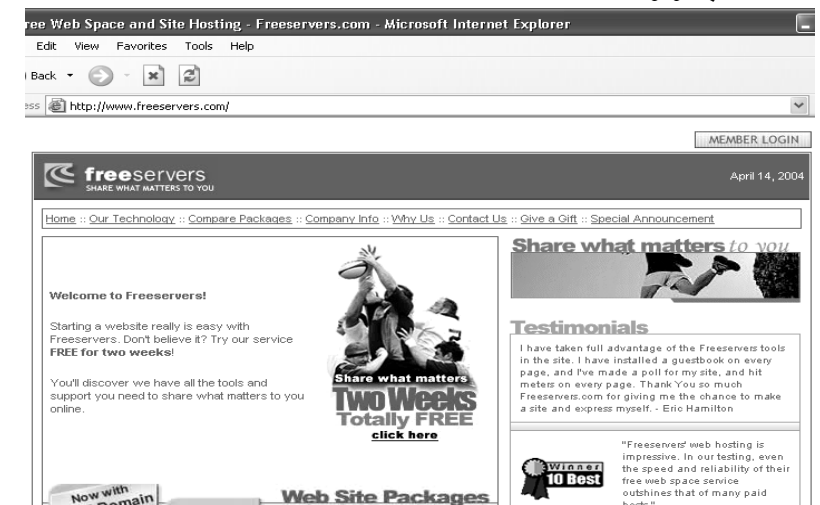 ree Web Space and Site Hosting - Freeservers.com - Microsoft Internet Explorer
Edit View Favorites Tools Help
Back
ess http://www.freeservers.com/
MEMBER LOGIN
freeservers
SHARE WHAT MATTERS TO YOU
April 14, 2004
Home :: Our Technology :: Compare Packages :: Company Info :: Why Us :: Contact Us :: Give a Gift :: Special Announcement
Welcome to Freeservers!
Starting a website really is easy with
Freeservers. Don't believe it? Try our service
FREE for two weeks!
You'll discover we have all the tools and
support you need to share what matters to you
online.
Share what matters
Two Weeks
Totally FREE
click here
Now with
Domain
Web Site Packages
Share what matters to you
Testimonials
I have taken full advantage of the Freeservers tools
in the site. I have installed a guestbook on every
page, and I've made a poll for my site, and hit
meters on every page. Thank You so much
Freeservers.com for giving me the chance to make
a site and express myself. - Eric Hamilton
Winner
10 Best
"Freeservers' web hosting is
impressive. In our testing, even
the speed and reliability of their
free web space service
outshines that of many paid
hosts."